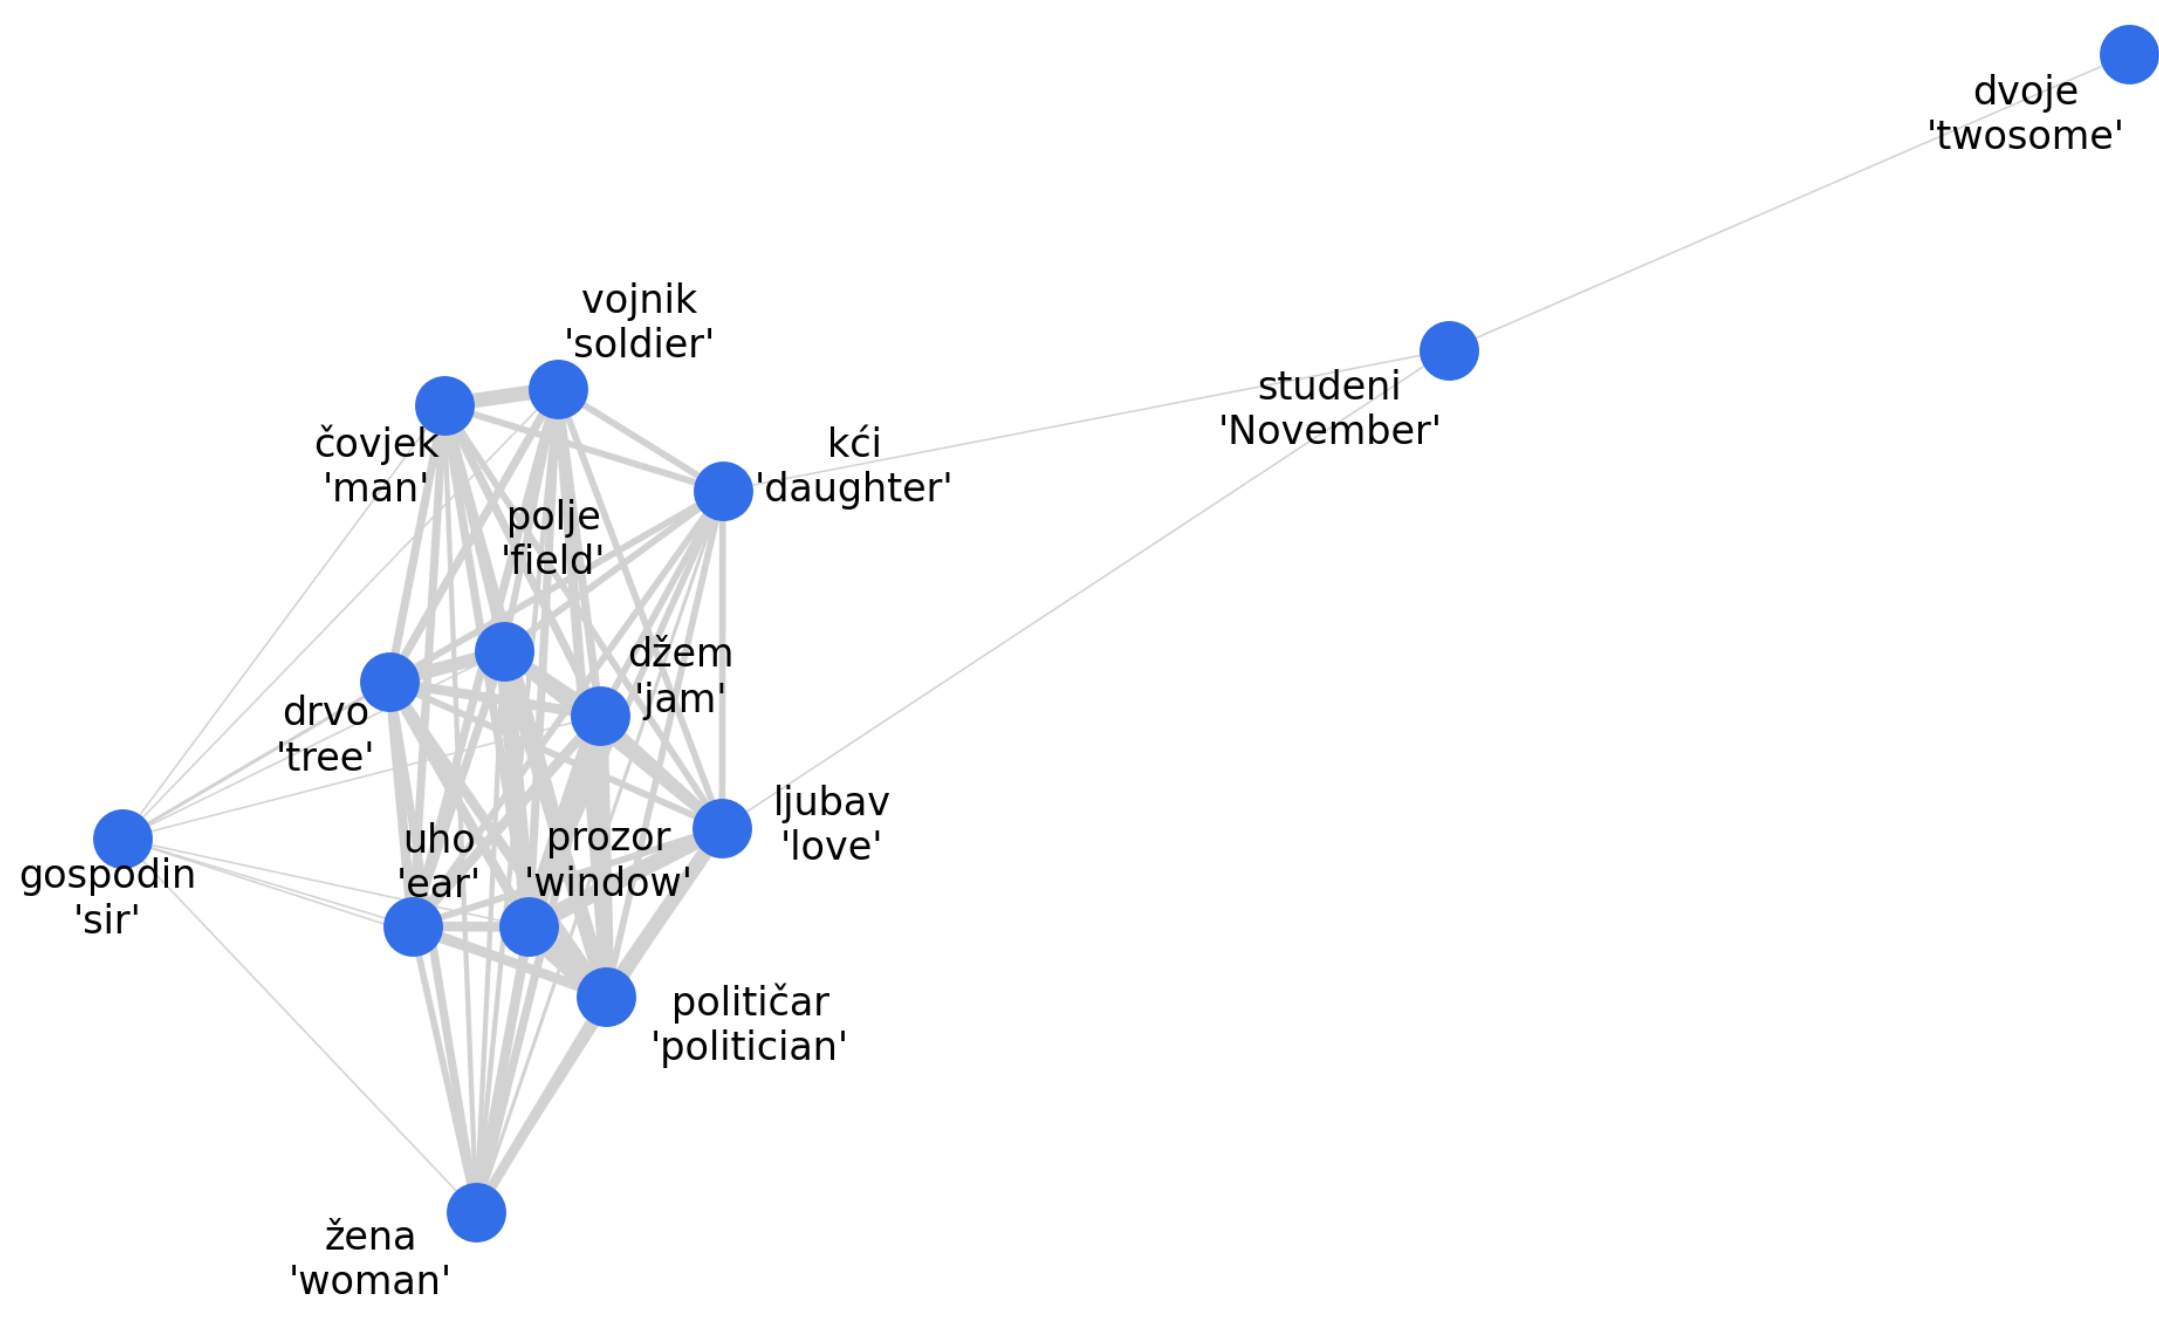 dvoje
'twosome'
vojnik
'soldier'
studeni
'November'
čovjek
'man'
kći
'daughter'
polje
'field'
džem
'jam'
drvo
'tree'
ljubav
'love'
uho
'ear'
prozor
'window'
gospodin
'sir'
političar
'politician'
žena
'woman'